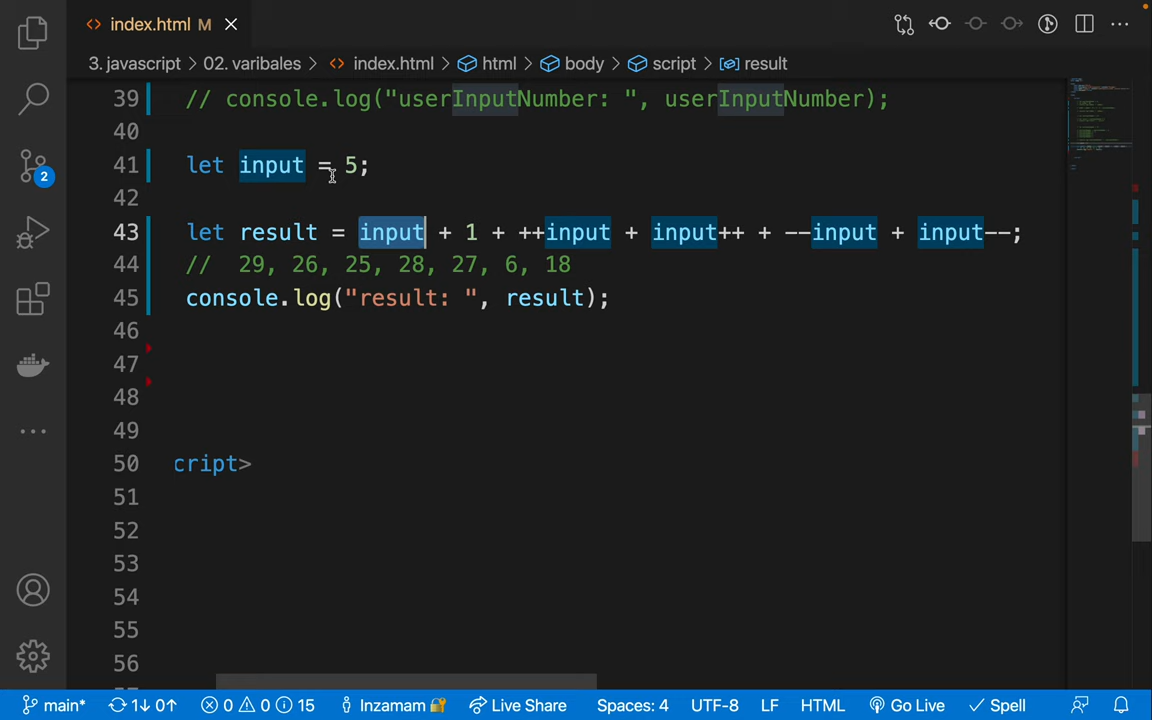 index.html M
3. javascript > 02. varibales > index.html > html > body > script > result
39 // console.log("userInputNumber: ", userInputNumber);
40
41 let input = 5;
42
43 let result = input + 1 + ++input + input++ + --input + input--;
44 // 29, 26, 25, 28, 27, 6, 18
45 console.log("result: ", result);
46
47
48
49
50 cript>
51
52
53
54
55
56
2
main* 1↓ 0↑ 0 0 15 Inzamam Live Share Spaces: 4 UTF-8 LF HTML Go Live Spell